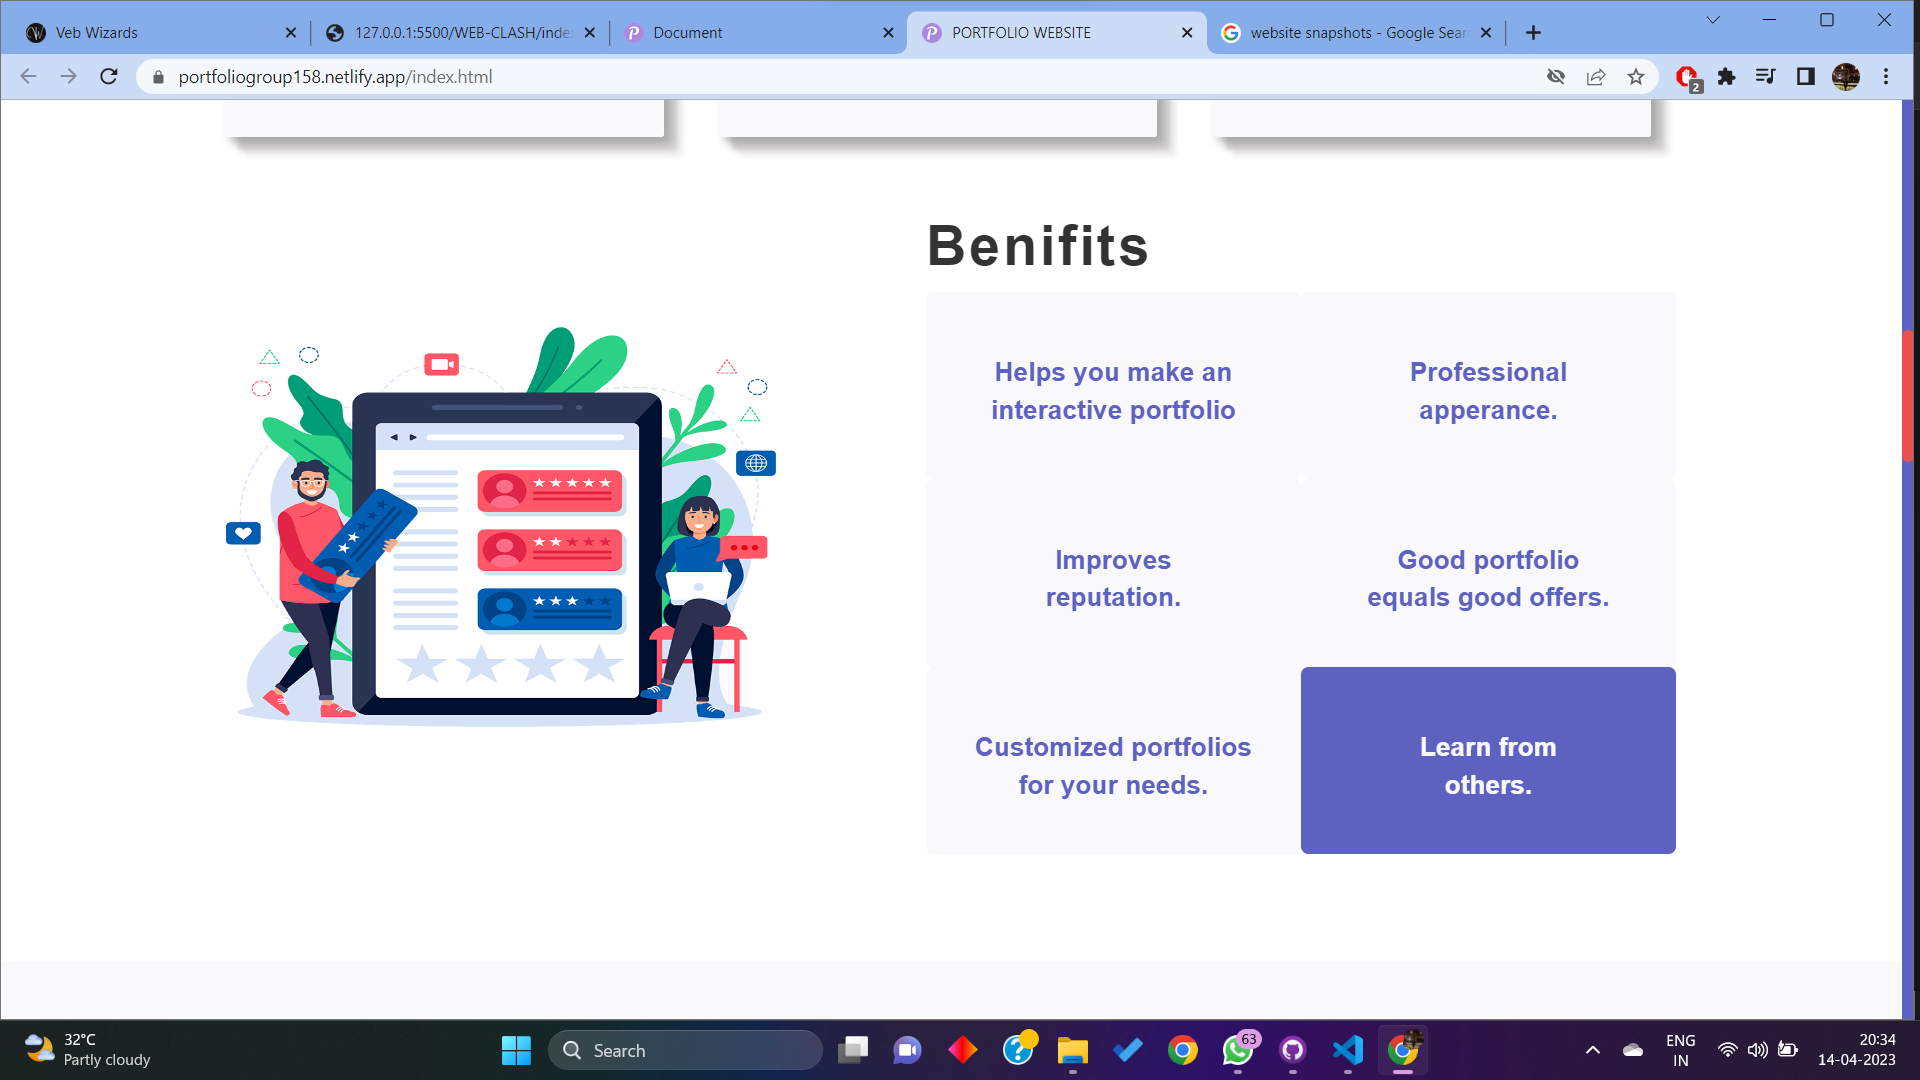 Veb Wizards
127.0.0.1:5500/WEB-CLASH/inde
Document
PORTFOLIO WEBSITE
website snapshots - Google Sear
portfoliogroup158.netlify.app/index.html
2
Benifits
Helps you make an
interactive portfolio
Professional
apperance.
Improves
reputation.
Good portfolio
equals good offers.
Customized portfolios
for your needs.
Learn from
others.
32°C
Partly cloudy
Search
63
ENG
IN
20:34
14-04-2023